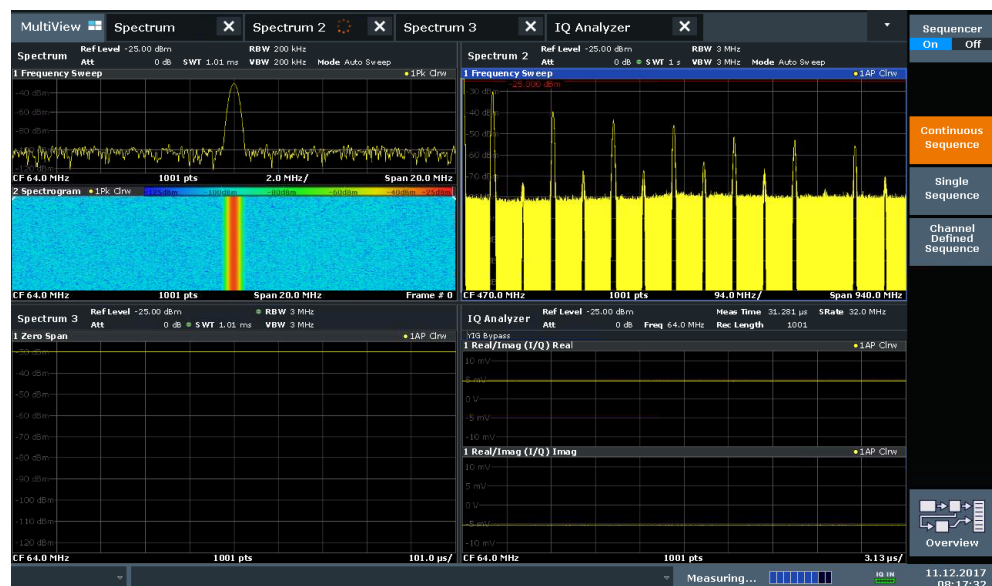 MultiView Spectrum X Spectrum 2 X Spectrum 3 X IQ Analyzer X
Sequencer
On Off
Continuous
Sequence
Single
Sequence
Channel
Defined
Sequence
Overview
Spectrum Ref Level -25.00 dBm RBW 200 kHz
Att 0 dB SWT 1.01 ms VBW 200 kHz Mode Auto Sweep
1 Frequency Sweep 1Pk Clrw
-40 dBm
-60 dBm
-80 dBm
CF 64.0 MHz 1001 pts 2.0 MHz/ Span 20.0 MHz
2 Spectrogram 1Pk Clrw -125dBm -100dBm -80dBm -60dBm -40dBm -25dBm
CF 64.0 MHz 1001 pts Span 20.0 MHz Frame # 0
Spectrum 2 Ref Level -25.00 dBm RBW 3 MHz
Att 0 dB SWT 1 s VBW 3 MHz Mode Auto Sweep
1 Frequency Sweep 1AP Clrw
-25.000 dBm
-30 dBm
-40 dBm
-50 dBm
-60 dBm
-70 dBm
CF 470.0 MHz 1001 pts 94.0 MHz/ Span 940.0 MHz
Spectrum 3 Ref Level -25.00 dBm RBW 3 MHz
Att 0 dB SWT 1.01 ms VBW 3 MHz
1 Zero Span 1AP Clrw
-30 dBm
-40 dBm
-50 dBm
-60 dBm
-70 dBm
-80 dBm
-90 dBm
-100 dBm
-110 dBm
-120 dBm
CF 64.0 MHz 1001 pts 101.0 µs/
IQ Analyzer Ref Level -25.00 dBm Meas Time 31.281 µs SRate 32.0 MHz
Att 0 dB Freq 64.0 MHz Rec Length 1001
YIG Bypass
1 Real/Imag (I/Q) Real 1AP Clrw
10 mV
5 mV
0 V
-5 mV
-10 mV
1 Real/Imag (I/Q) Imag 1AP Clrw
10 mV
5 mV
0 V
-5 mV
-10 mV
CF 64.0 MHz 1001 pts 3.13 µs/
Measuring... IQ IN 11.12.2017
08:17:32